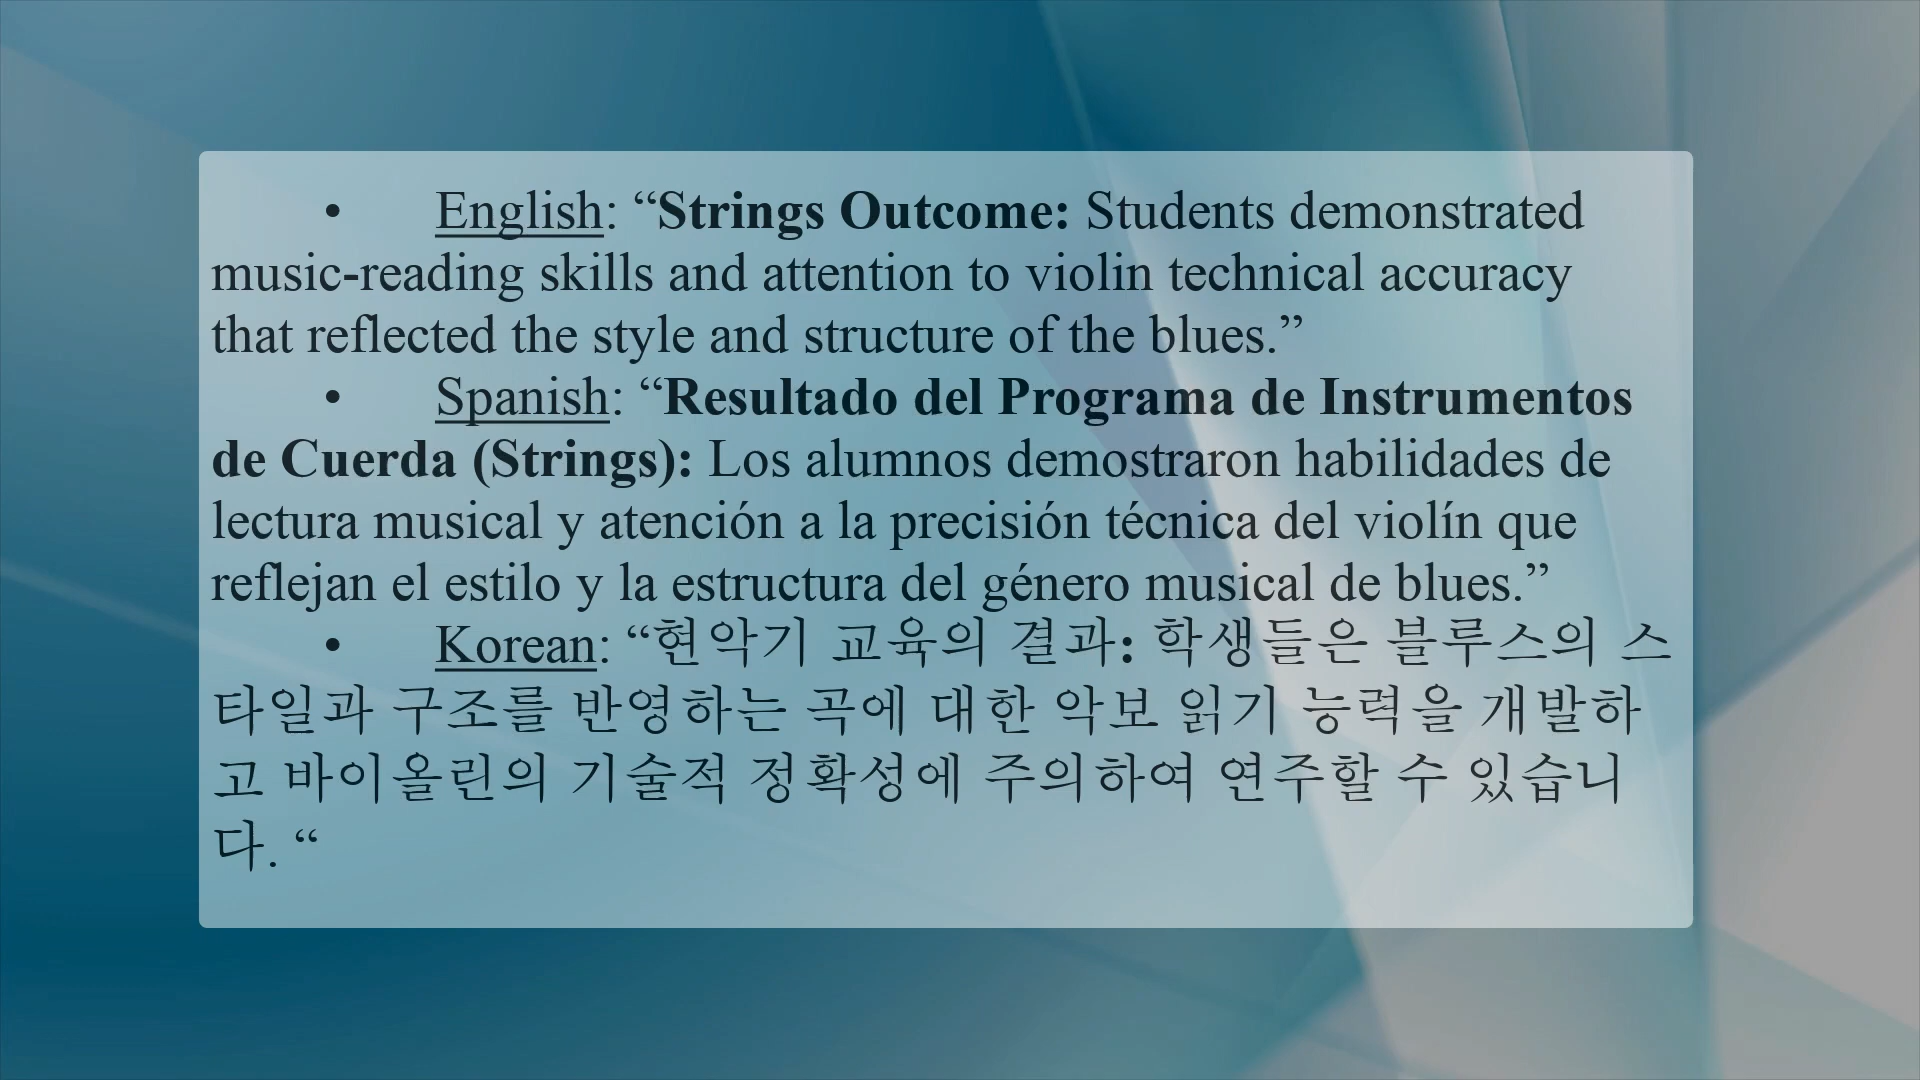 • English: “Strings Outcome: Students demonstrated
music-reading skills and attention to violin technical accuracy
that reflected the style and structure of the blues.”
• Spanish: “Resultado del Programa de Instrumentos
de Cuerda (Strings): Los alumnos demostraron habilidades de
lectura musical y atención a la precisión técnica del violín que
reflejan el estilo y la estructura del género musical de blues.”
• Korean: “현악기 교육의 결과: 학생들은 블루스의 스
타일과 구조를 반영하는 곡에 대한 악보 읽기 능력을 개발하
고 바이올린의 기술적 정확성에 주의하여 연주할 수 있습니
다. “